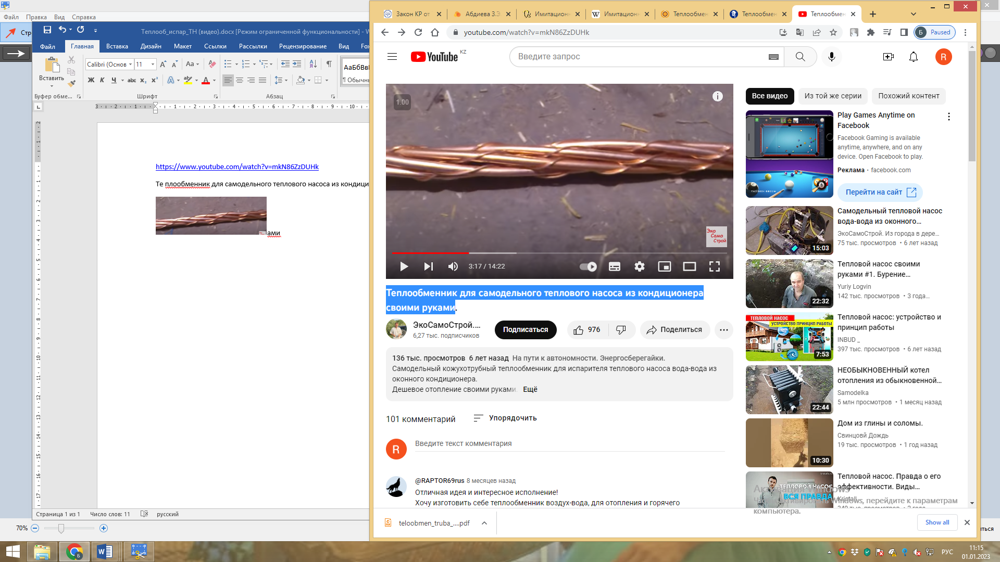 Файл Правка Вид Справка
Стр
Теплооб_испар_ТН (видео).docx [Режим ограниченной функциональности] - W
Файл Главная Вставка Дизайн Макет Ссылки Рассылки Рецензирование Вид
Calibri (Основ 11
Вставить
АаБбВвІ
¶ Обычны
Буфер обме... Шрифт Абзац
https://www.youtube.com/watch?v=mkN86ZzDUHk
Те плообменник для самодельного теплового насоса из кондици
ами
Страница 1 из 1 Число слов: 11 русский
70%
Закон КР от
Абдиева З.Э
Имитационн
Имитационн
Теплообмен
Теплообмен
Теплообмен
youtube.com/watch?v=mkN86ZzDUHk
Б Paused
YouTube KZ
Введите запрос
R
1.00
Эко
Само
Строй
3:17 / 14:22
Теплообменник для самодельного теплового насоса из кондиционера
своими руками.
ЭкоСамоСтрой....
6,27 тыс. подписчиков
Подписаться
976
Поделиться
136 тыс. просмотров 6 лет назад На пути к автономности. Энергосберегайки.
Самодельный кожухотрубный теплообменник для испарителя теплового насоса вода-вода из
оконного кондиционера.
Дешевое отопление своими руками. Ещё
101 комментарий Упорядочить
R Введите текст комментария
@RAPTOR69rus 8 месяцев назад
Отличная идея и интересное исполнение!
Хочу изготовить себе теплообменник воздух-вода, для отопления и горячего
Все видео Из той же серии Похожий контент
Play Games Anytime on
Facebook
Facebook Gaming is available
anytime, anywhere, and on any
device. Open Facebook to play.
Реклама · facebook.com
Перейти на сайт
Самодельный тепловой насос
вода-вода из оконного...
ЭкоСамоСтрой. Из города в дере...
75 тыс. просмотров • 6 лет назад
15:03
Тепловой насос своими
руками #1. Бурение...
Yuriy Logvin
142 тыс. просмотров • 3 года...
22:32
ТЕПЛОВОЙ НАСОС
УСТРОЙСТВО ПРИНЦИП РАБОТЫ
Тепловой насос: устройство и
принцип работы
INBUD _
397 тыс. просмотров • 6 лет назад
7:53
НЕОБЫКНОВЕННЫЙ котел
отопления из обыкновенной...
Samodelka
5 млн просмотров • 1 месяц назад
22:44
Дом из глины и соломы.
Свинцовй Дождь
19 тыс. просмотров • 1 год назад
10:30
Тепловой насос. Правда о его
эффективности. Виды...
Kristall
ТЕПЛОВОЙ НАСОС
ВСЯ ПРАВДА
Активация Windows
Чтобы активировать Windows, перейдите к параметрам
компьютера.
teloobmen_truba_....pdf
Show all
РУС
11:15
01.01.2023